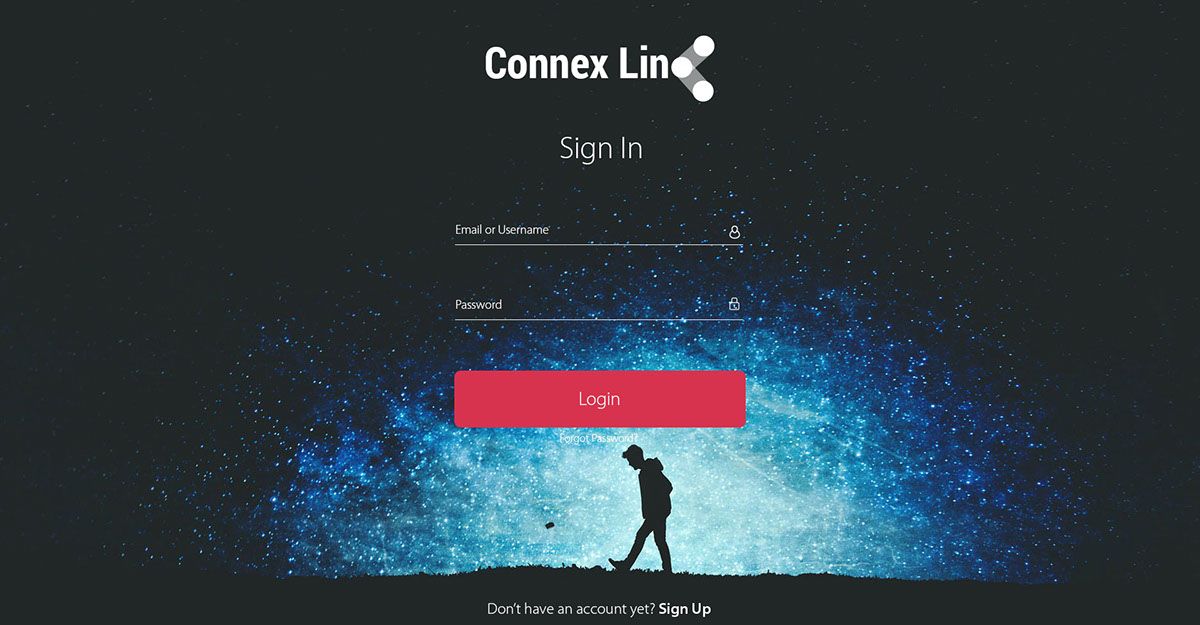 Connex Lin
Sign In
Email or Username
Password
Login
Forgot Password?
Don't have an account yet? Sign Up